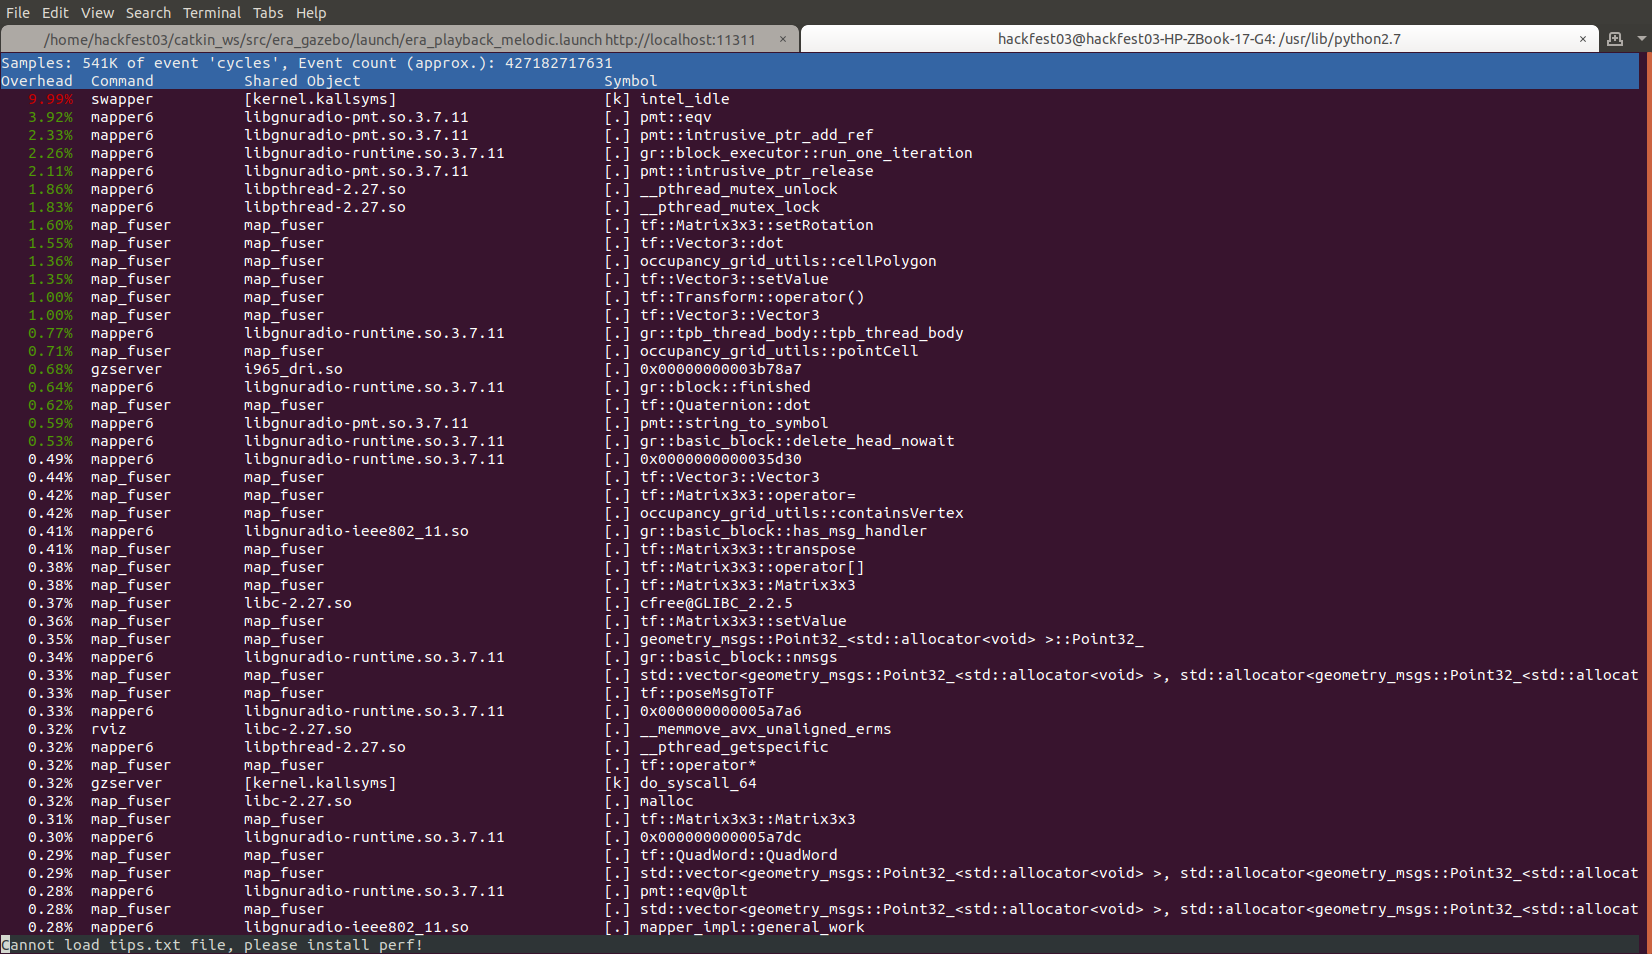 File Edit View Search Terminal Tabs Help
/home/hackfest03/catkin_ws/src/era_gazebo/launch/era_playback_melodic.launch http://localhost:11311 × hackfest03@hackfest03-HP-ZBook-17-G4: /usr/lib/python2.7 ×
Samples: 541K of event 'cycles', Event count (approx.): 427182717631
Overhead Command Shared Object Symbol
9.99% swapper [kernel.kallsyms] [k] intel_idle
3.92% mapper6 libgnuradio-pmt.so.3.7.11 [.] pmt::eqv
2.33% mapper6 libgnuradio-pmt.so.3.7.11 [.] pmt::intrusive_ptr_add_ref
2.26% mapper6 libgnuradio-runtime.so.3.7.11 [.] gr::block_executor::run_one_iteration
2.11% mapper6 libgnuradio-pmt.so.3.7.11 [.] pmt::intrusive_ptr_release
1.86% mapper6 libpthread-2.27.so [.] __pthread_mutex_unlock
1.83% mapper6 libpthread-2.27.so [.] __pthread_mutex_lock
1.60% map_fuser map_fuser [.] tf::Matrix3x3::setRotation
1.55% map_fuser map_fuser [.] tf::Vector3::dot
1.36% map_fuser map_fuser [.] occupancy_grid_utils::cellPolygon
1.35% map_fuser map_fuser [.] tf::Vector3::setValue
1.00% map_fuser map_fuser [.] tf::Transform::operator()
1.00% map_fuser map_fuser [.] tf::Vector3::Vector3
0.77% mapper6 libgnuradio-runtime.so.3.7.11 [.] gr::tpb_thread_body::tpb_thread_body
0.71% map_fuser map_fuser [.] occupancy_grid_utils::pointCell
0.68% gzserver i965_dri.so [.] 0x00000000003b78a7
0.64% mapper6 libgnuradio-runtime.so.3.7.11 [.] gr::block::finished
0.62% map_fuser map_fuser [.] tf::Quaternion::dot
0.59% mapper6 libgnuradio-pmt.so.3.7.11 [.] pmt::string_to_symbol
0.53% mapper6 libgnuradio-runtime.so.3.7.11 [.] gr::basic_block::delete_head_nowait
0.49% mapper6 libgnuradio-runtime.so.3.7.11 [.] 0x0000000000035d30
0.44% map_fuser map_fuser [.] tf::Vector3::Vector3
0.42% map_fuser map_fuser [.] tf::Matrix3x3::operator=
0.42% map_fuser map_fuser [.] occupancy_grid_utils::containsVertex
0.41% mapper6 libgnuradio-ieee802_11.so [.] gr::basic_block::has_msg_handler
0.41% map_fuser map_fuser [.] tf::Matrix3x3::transpose
0.38% map_fuser map_fuser [.] tf::Matrix3x3::operator[]
0.38% map_fuser map_fuser [.] tf::Matrix3x3::Matrix3x3
0.37% map_fuser libc-2.27.so [.] cfree@GLIBC_2.2.5
0.36% map_fuser map_fuser [.] tf::Matrix3x3::setValue
0.35% map_fuser map_fuser [.] geometry_msgs::Point32_<std::allocator<void> >::Point32_
0.34% mapper6 libgnuradio-runtime.so.3.7.11 [.] gr::basic_block::nmsgs
0.33% map_fuser map_fuser [.] std::vector<geometry_msgs::Point32_<std::allocator<void> >, std::allocator<geometry_msgs::Point32_<std::allocat
0.33% map_fuser map_fuser [.] tf::poseMsgToTF
0.33% mapper6 libgnuradio-runtime.so.3.7.11 [.] 0x000000000005a7a6
0.32% rviz libc-2.27.so [.] __memmove_avx_unaligned_erms
0.32% mapper6 libpthread-2.27.so [.] __pthread_getspecific
0.32% map_fuser map_fuser [.] tf::operator*
0.32% gzserver [kernel.kallsyms] [k] do_syscall_64
0.32% map_fuser libc-2.27.so [.] malloc
0.31% map_fuser map_fuser [.] tf::Matrix3x3::Matrix3x3
0.30% mapper6 libgnuradio-runtime.so.3.7.11 [.] 0x000000000005a7dc
0.29% map_fuser map_fuser [.] tf::QuadWord::QuadWord
0.29% map_fuser map_fuser [.] std::vector<geometry_msgs::Point32_<std::allocator<void> >, std::allocator<geometry_msgs::Point32_<std::allocat
0.28% mapper6 libgnuradio-runtime.so.3.7.11 [.] pmt::eqv@plt
0.28% map_fuser map_fuser [.] std::vector<geometry_msgs::Point32_<std::allocator<void> >, std::allocator<geometry_msgs::Point32_<std::allocat
0.28% mapper6 libgnuradio-ieee802_11.so [.] mapper_impl::general_work
Cannot load tips.txt file, please install perf!